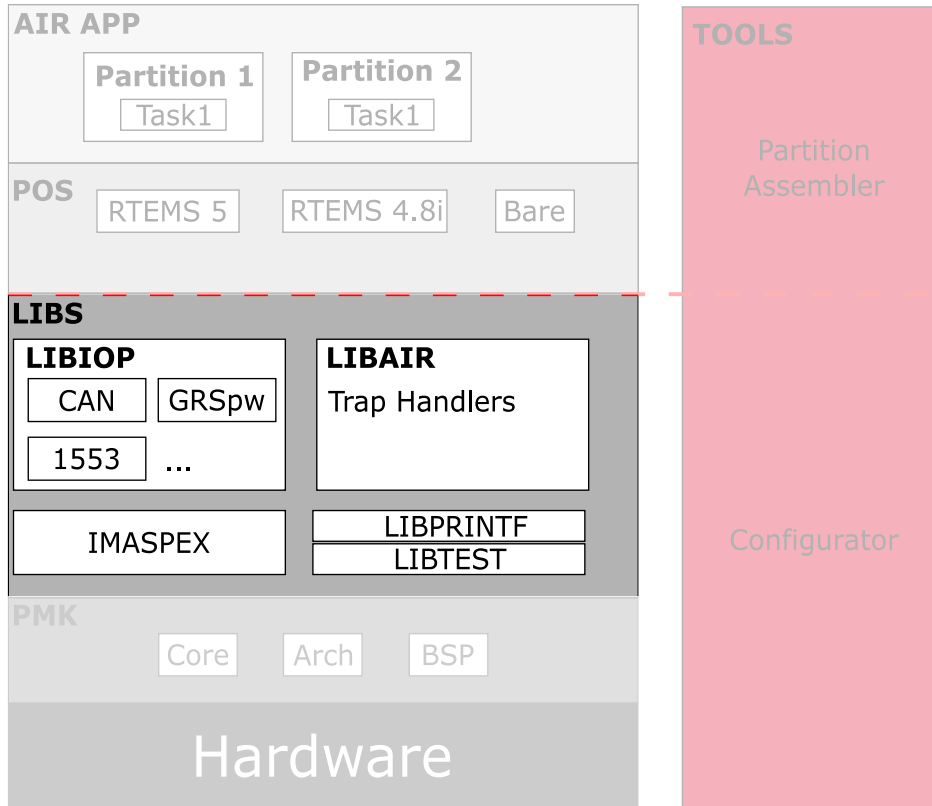 AIR APP
Partition 1
Task1
Partition 2
Task1
POS
RTEMS 5
RTEMS 4.8i
Bare
LIBS
LIBIOP
CAN
GRSpw
1553
...
LIBAIR
Trap Handlers
IMASPEX
LIBPRINTF
LIBTEST
PMK
Core
Arch
BSP
Hardware
TOOLS
Partition
Assembler
Configurator